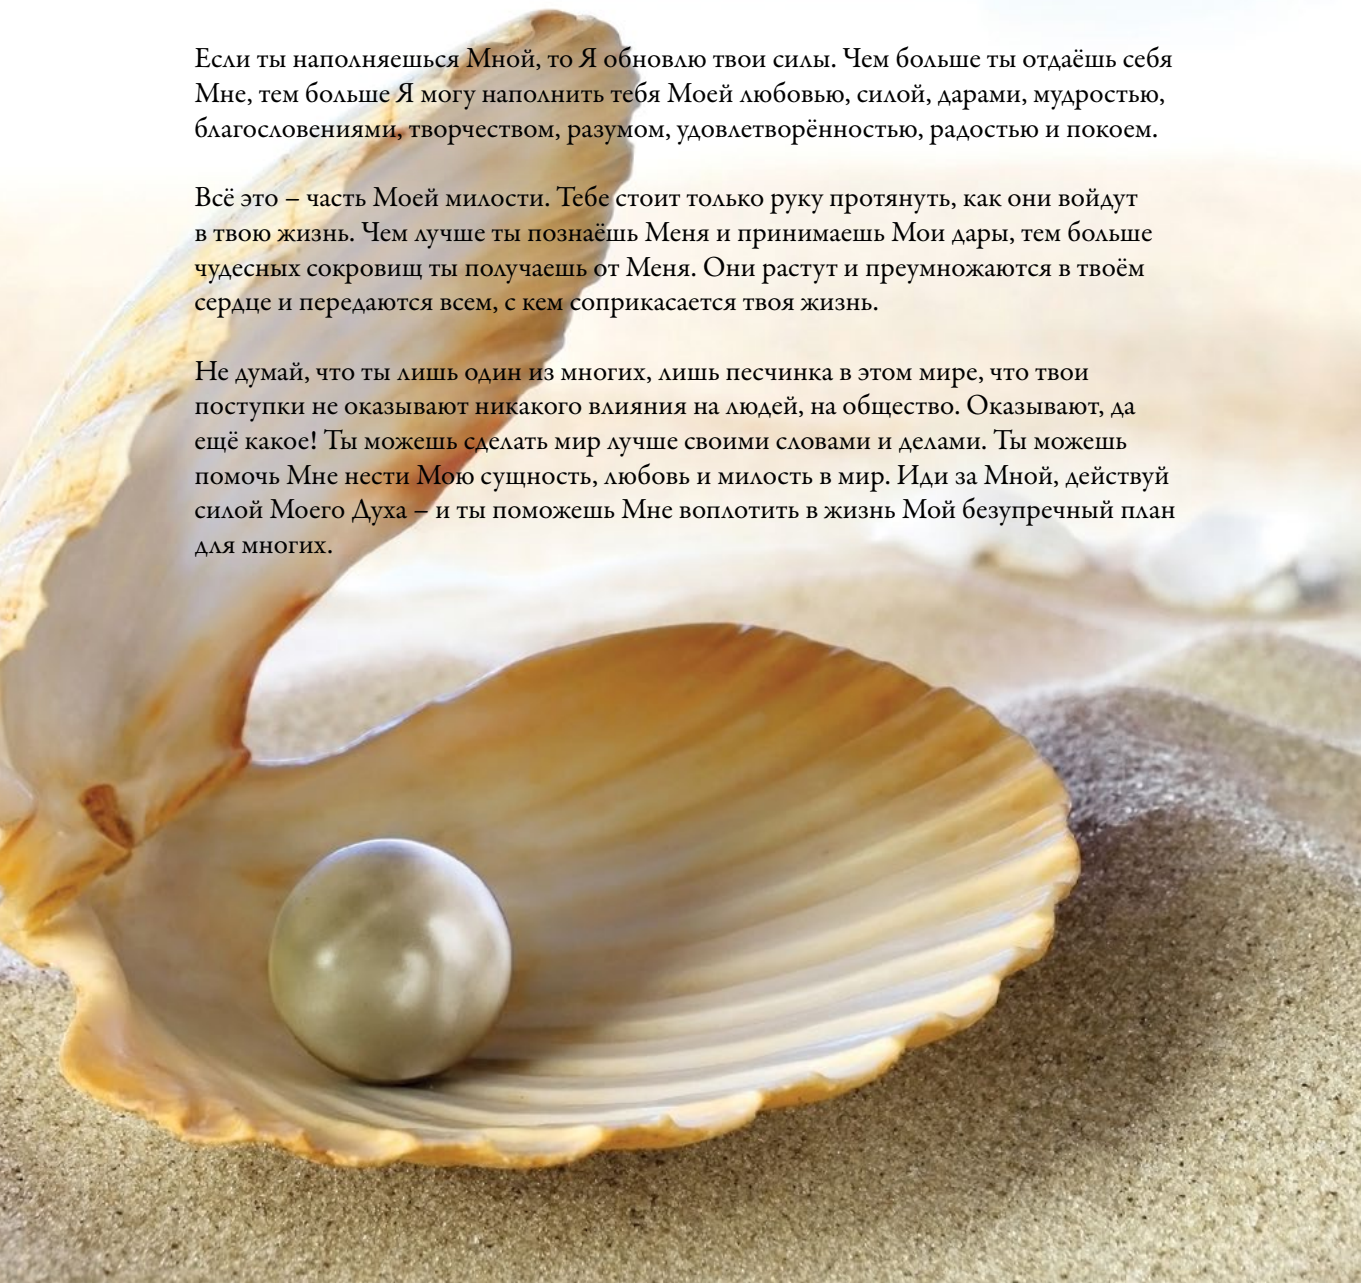 Если ты наполняешься Мной, то Я обновлю твои силы. Чем больше ты отдаёшь себя
Мне, тем больше Я могу наполнить тебя Моей любовью, силой, дарами, мудростью,
благословениями, творчеством, разумом, удовлетворённостью, радостью и покоем.
Всё это – часть Моей милости. Тебе стоит только руку протянуть, как они войдут
в твою жизнь. Чем лучше ты познаёшь Меня и принимаешь Мои дары, тем больше
чудесных сокровищ ты получаешь от Меня. Они растут и преумножаются в твоём
сердце и передаются всем, с кем соприкасается твоя жизнь.
Не думай, что ты лишь один из многих, лишь песчинка в этом мире, что твои
поступки не оказывают никакого влияния на людей, на общество. Оказывают, да
ещё какое! Ты можешь сделать мир лучше своими словами и делами. Ты можешь
помочь Мне нести Мою сущность, любовь и милость в мир. Иди за Мной, действуй
силой Моего Духа – и ты поможешь Мне воплотить в жизнь Мой безупречный план
для многих.